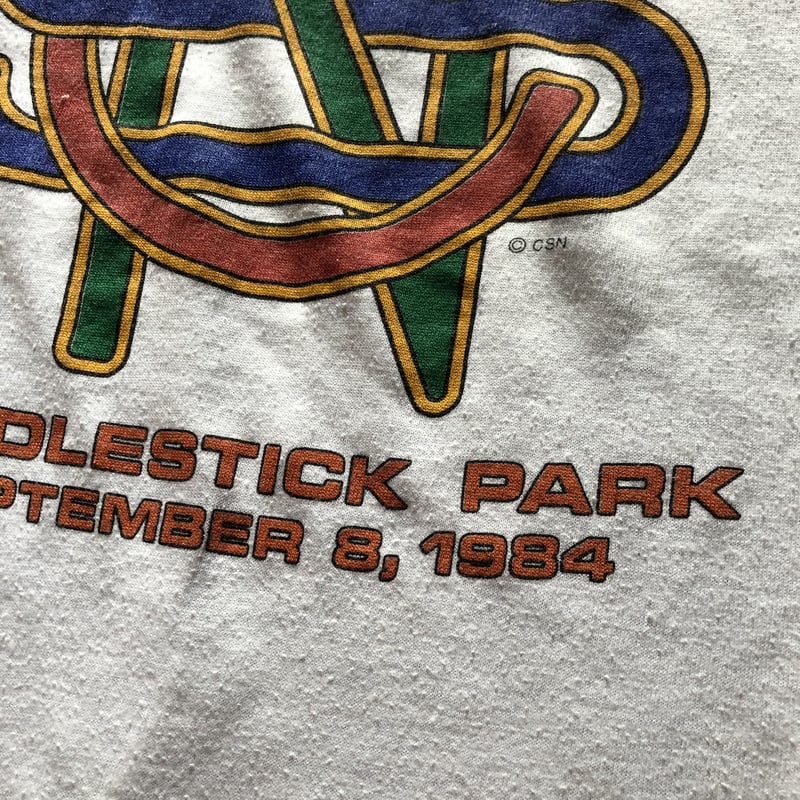 © CSN
DLESTICK PARK
PTEMBER 8, 1984